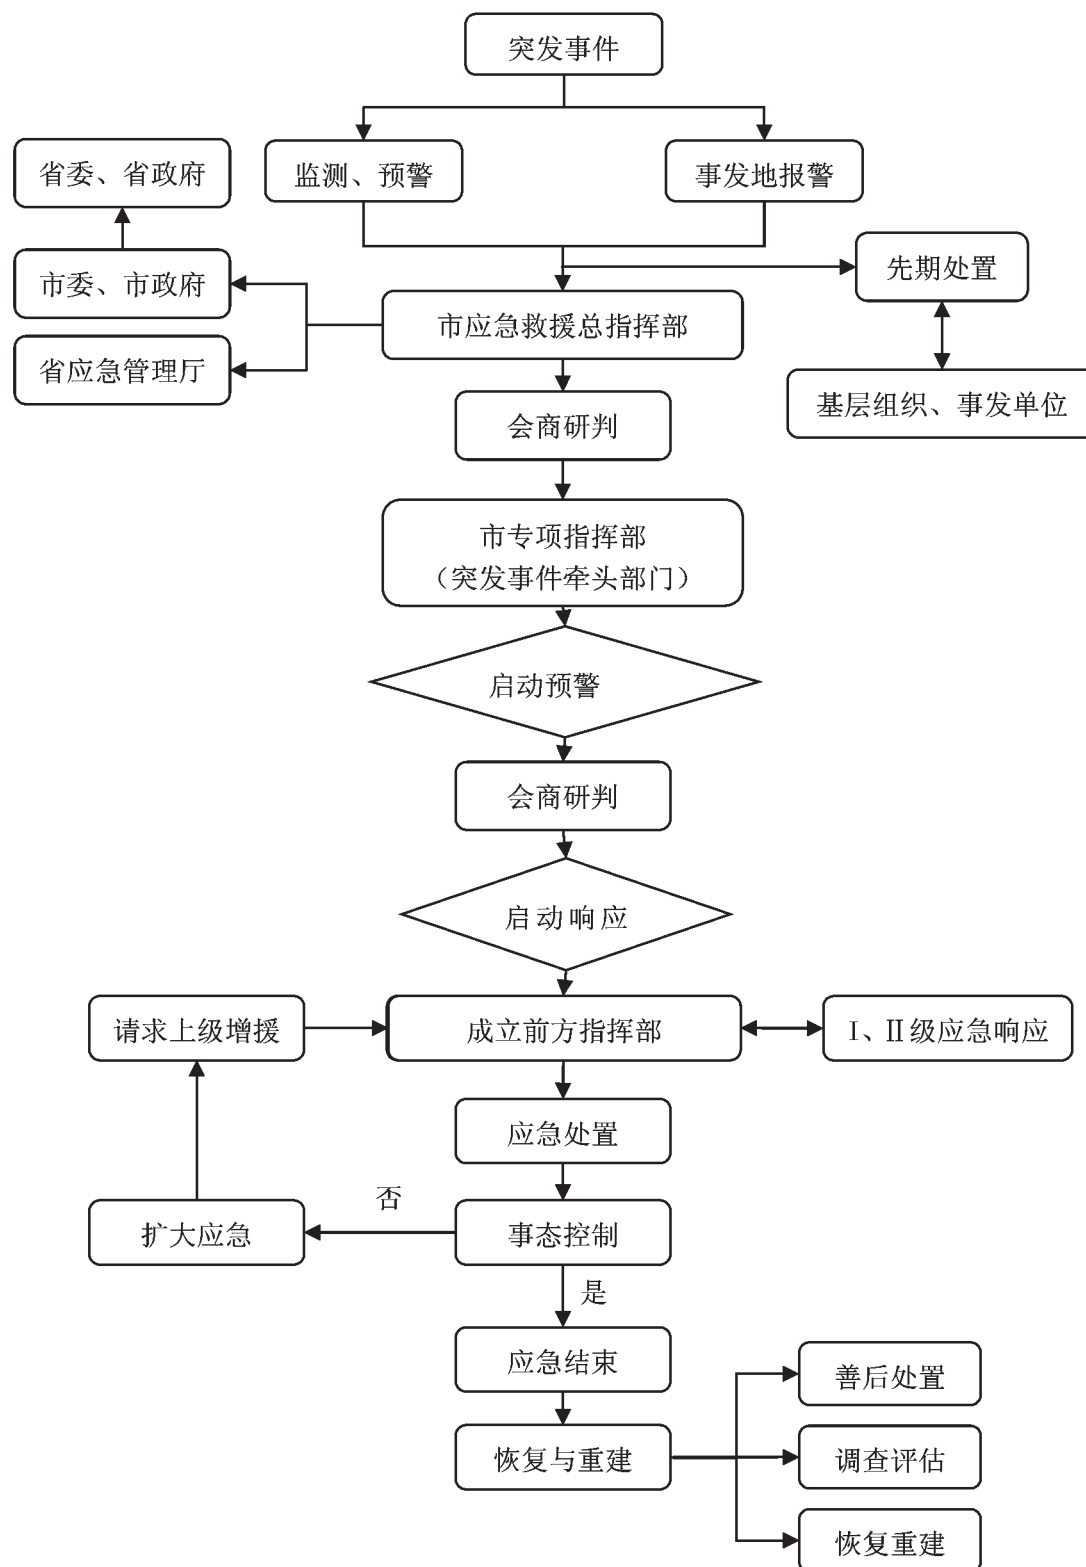 突发事件
监测、预警
事发地报警
省委、省政府
市委、市政府
省应急管理厅
先期处置
市应急救援总指挥部
基层组织、事发单位
会商研判
市专项指挥部
（突发事件牵头部门）
启动预警
会商研判
启动响应
请求上级增援
成立前方指挥部
Ⅰ、Ⅱ级应急响应
应急处置
否
扩大应急
事态控制
是
应急结束
善后处置
恢复与重建
调查评估
恢复重建